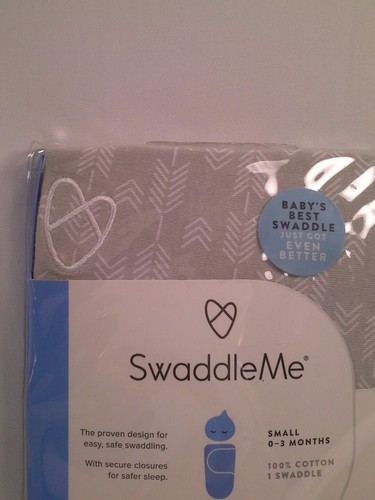 BABY'S
BEST
SWADDLE
JUST GOT
EVEN
BETTER
SwaddleMe®
The proven design for
easy, safe swaddling.
With secure closures
for safer sleep.
SMALL
0-3 MONTHS
100% COTTON
1 SWADDLE